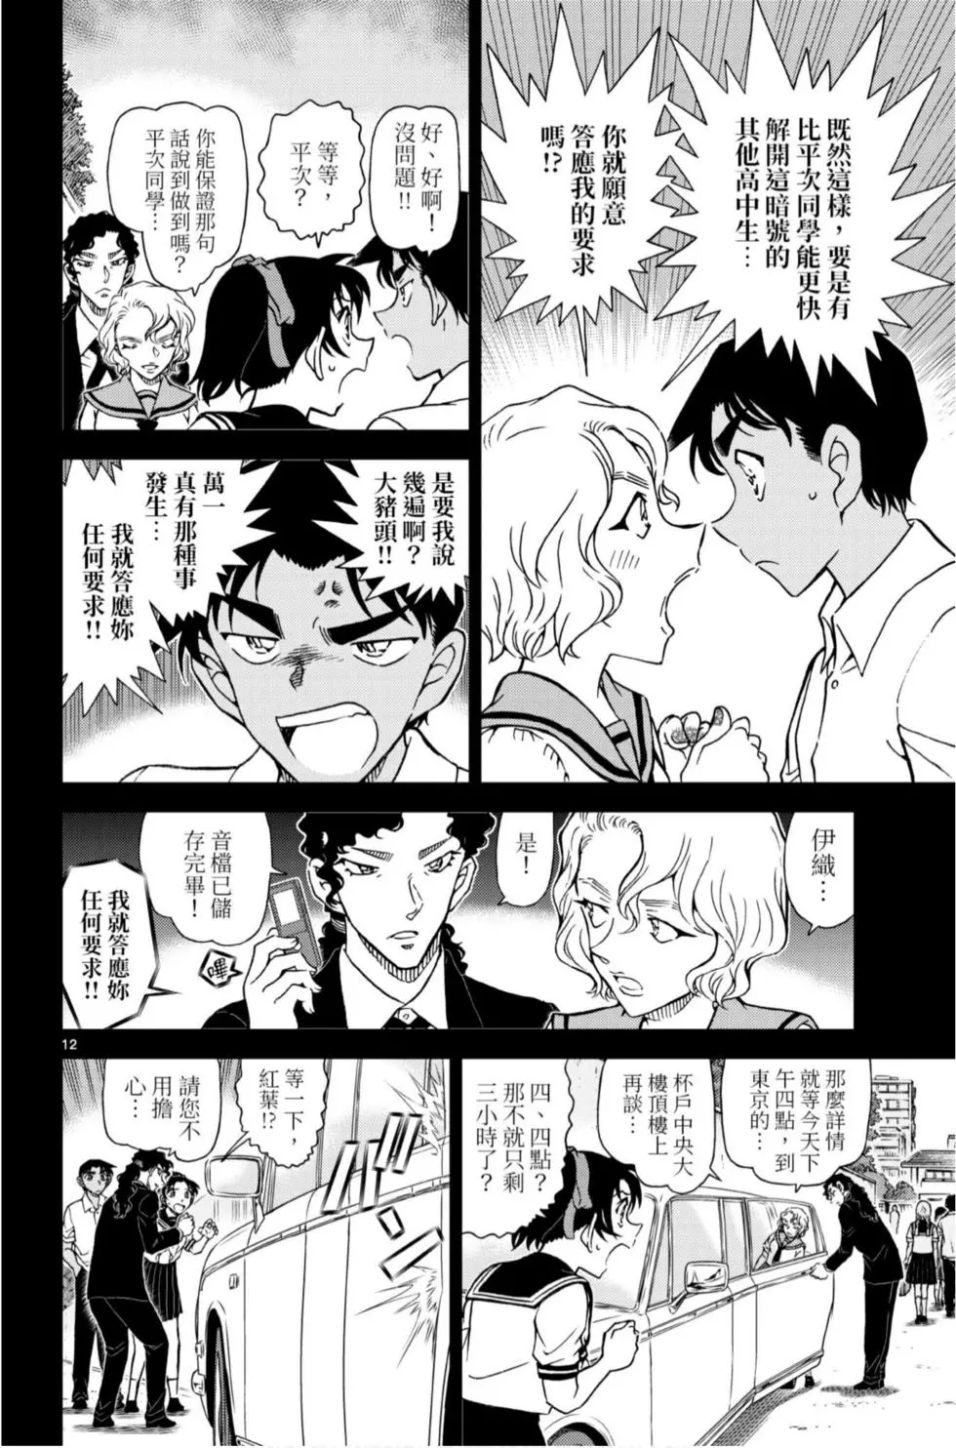 既然這樣，要是有
比平次同學能更快
解開這暗號的
其他高中生…
你就願意
答應我的要求
嗎!?
好、好啊！
沒問題!!
等等，
平次？
你能保證那句
話說到做到嗎？
平次同學…
是要我說
幾遍啊？
大豬頭!!
萬一
真有那種事
發生…
我就答應妳
任何要求!!
伊織…
是！
音檔已儲
存完畢！
嗶
我就答應妳
任何要求!!
12
那麼詳情
就等今天下
午四點，到
東京的…
杯戶中央大
樓頂樓上
再談…
四、四點？
那不就只剩
三小時了？
等一下，
紅葉!?
請您不
用擔
心…